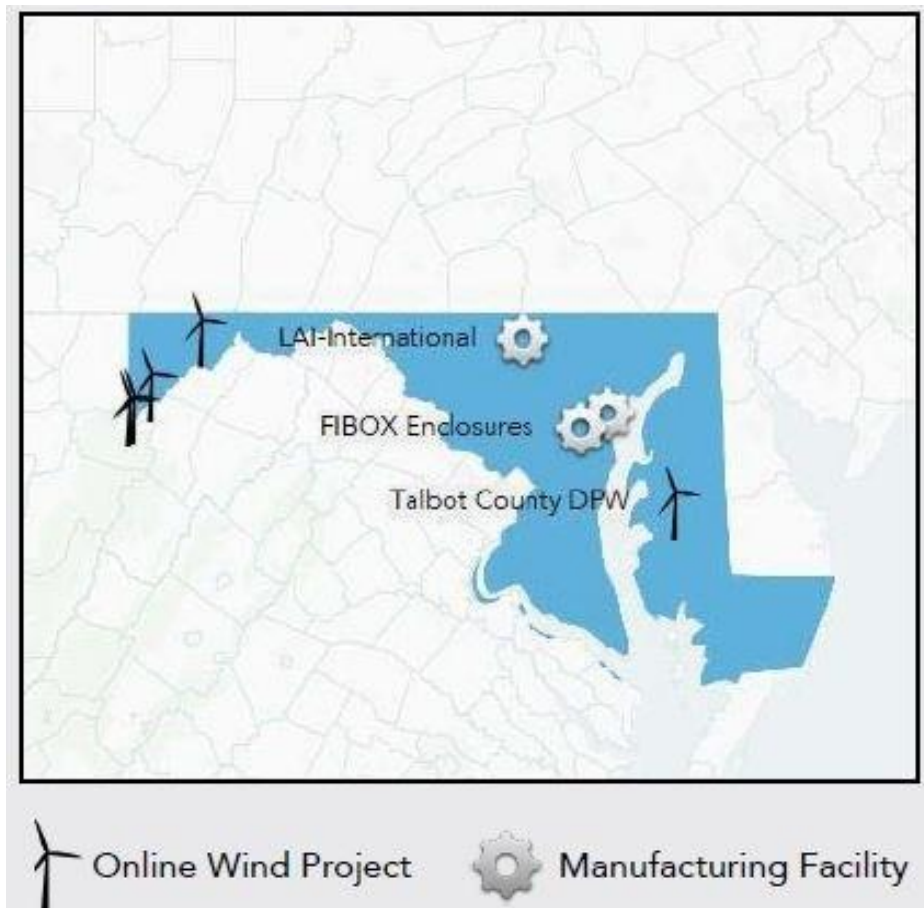 LAI-International
FIBOX Enclosures
Talbot County DPW
Online Wind Project
Manufacturing Facility